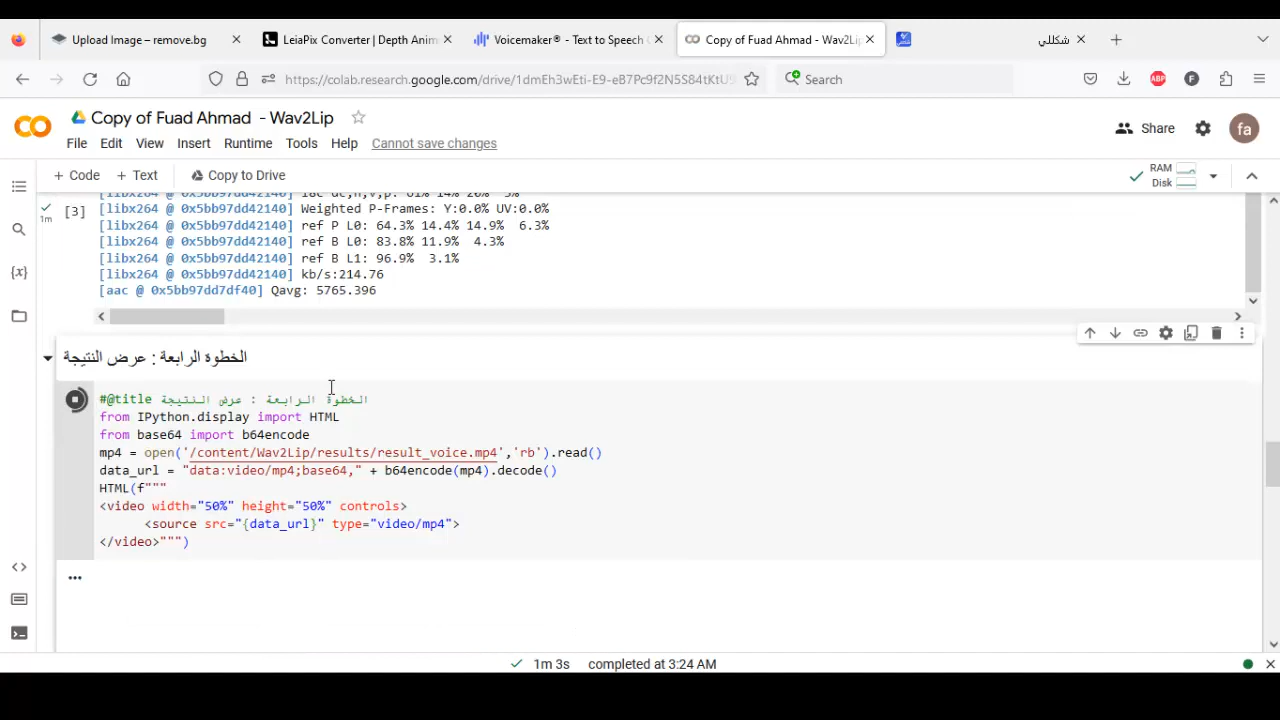 Upload Image – remove.bg
LeiaPix Converter | Depth Anim
Voicemaker® - Text to Speech
Copy of Fuad Ahmad - Wav2Lip
شكللي
https://colab.research.google.com/drive/1dmEh3wEti-E9-eB7Pc9f2N5S84tKtU
Search
ABP
F
CO
Copy of Fuad Ahmad - Wav2Lip
Share
fa
File Edit View Insert Runtime Tools Help Cannot save changes
+ Code + Text Copy to Drive
RAM
Disk
1m
[3]
[libx264 @ 0x5bb97dd42140] Weighted P-Frames: Y:0.0% UV:0.0%
[libx264 @ 0x5bb97dd42140] ref P L0: 64.3% 14.4% 14.9% 6.3%
[libx264 @ 0x5bb97dd42140] ref B L0: 83.8% 11.9% 4.3%
[libx264 @ 0x5bb97dd42140] ref B L1: 96.9% 3.1%
[libx264 @ 0x5bb97dd42140] kb/s:214.76
[aac @ 0x5bb97dd7df40] Qavg: 5765.396
الخطوة الرابعة : عرض النتيجة
#@title الخطوة الرابعة : عرض النتيجة
from IPython.display import HTML
from base64 import b64encode
mp4 = open('/content/Wav2Lip/results/result_voice.mp4','rb').read()
data_url = "data:video/mp4;base64," + b64encode(mp4).decode()
HTML(f"""
<video width="50%" height="50%" controls>
<source src="{data_url}" type="video/mp4">
</video>""")
...
1m 3s completed at 3:24 AM